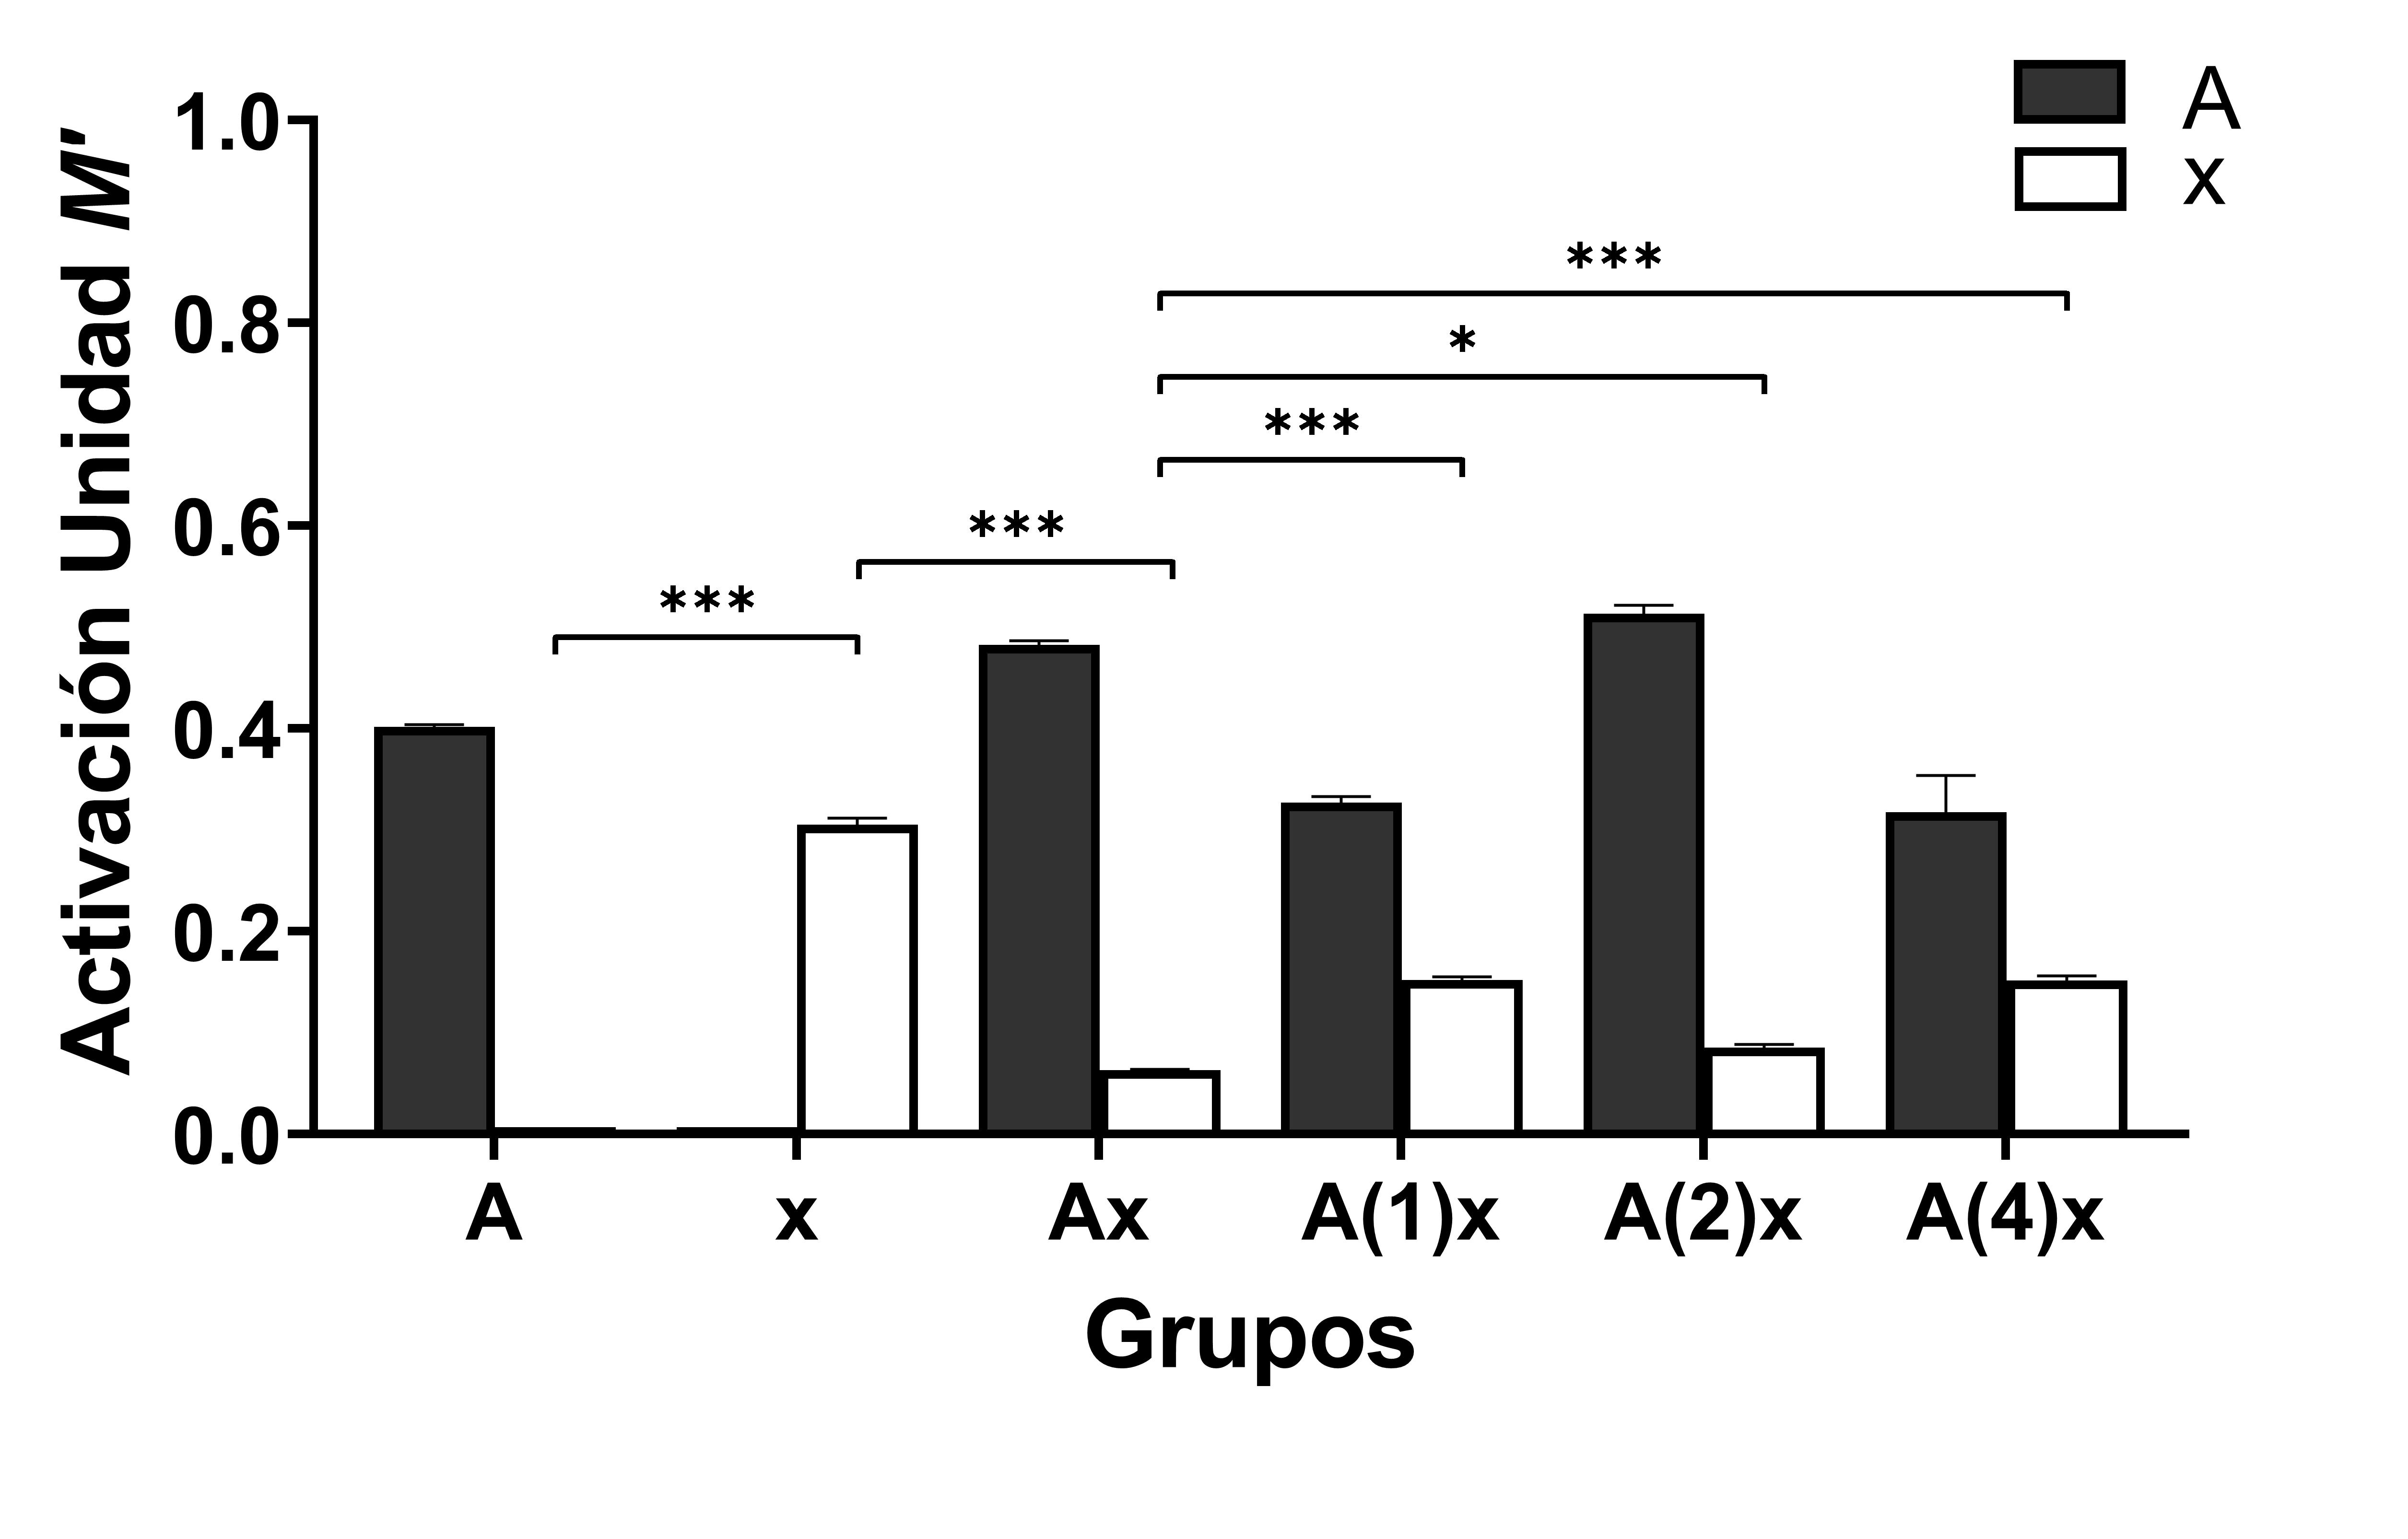 A
x
Activación Unidad M'
1.0
0.8
0.6
0.4
0.2
0.0
***
*
***
***
***
A x Ax A(1)x A(2)x A(4)x
Grupos